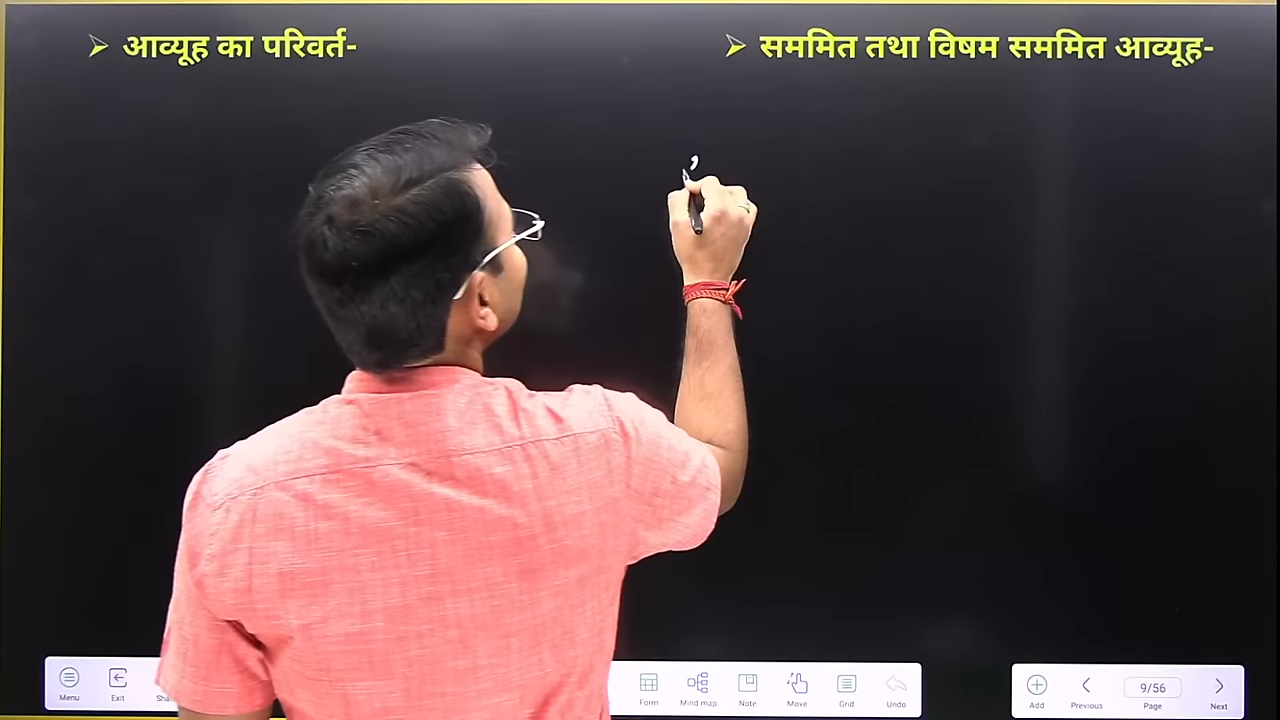 ➢ आव्यूह का परिवर्त-
➢ सममित तथा विषम सममित आव्यूह-
,
Menu
Exit
Sha
Form
Mind map
Note
Move
Grid
Undo
Add
Previous
9/56
Page
Next